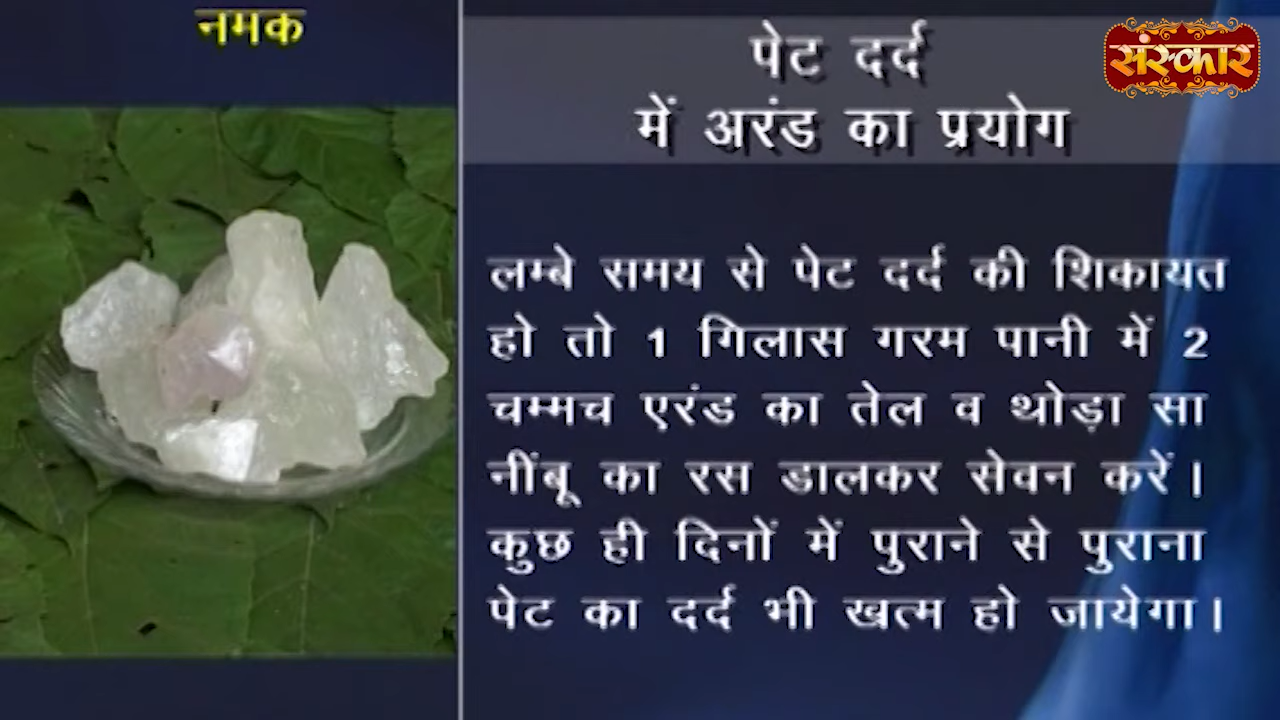 नमक
संस्कार
पेट दर्द
में अरंड का प्रयोग
लम्बे समय से पेट दर्द की शिकायत
हो तो 1 गिलास गरम पानी में 2
चम्मच एरंड का तेल व थोड़ा सा
नींबू का रस डालकर सेवन करें।
कुछ ही दिनों में पुराने से पुराना
पेट का दर्द भी खत्म हो जायेगा।